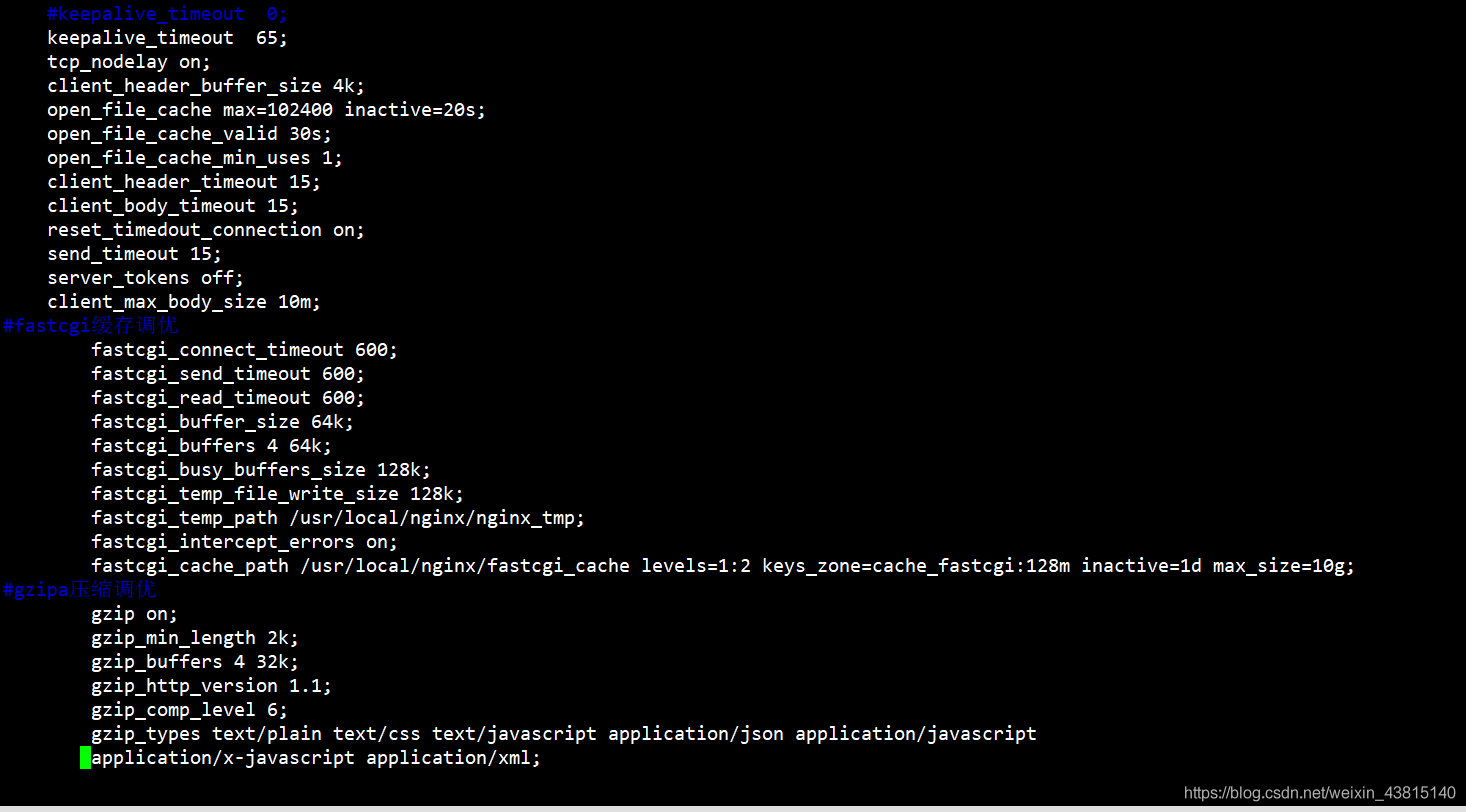 #keepalive_timeout  0;
keepalive_timeout  65;
tcp_nodelay on;
client_header_buffer_size 4k;
open_file_cache max=102400 inactive=20s;
open_file_cache_valid 30s;
open_file_cache_min_uses 1;
client_header_timeout 15;
client_body_timeout 15;
reset_timedout_connection on;
send_timeout 15;
server_tokens off;
client_max_body_size 10m;
#fastcgi缓存调优
fastcgi_connect_timeout 600;
fastcgi_send_timeout 600;
fastcgi_read_timeout 600;
fastcgi_buffer_size 64k;
fastcgi_buffers 4 64k;
fastcgi_busy_buffers_size 128k;
fastcgi_temp_file_write_size 128k;
fastcgi_temp_path /usr/local/nginx/nginx_tmp;
fastcgi_intercept_errors on;
fastcgi_cache_path /usr/local/nginx/fastcgi_cache levels=1:2 keys_zone=cache_fastcgi:128m inactive=1d max_size=10g;
#gzipa压缩调优
gzip on;
gzip_min_length 2k;
gzip_buffers 4 32k;
gzip_http_version 1.1;
gzip_comp_level 6;
gzip_types text/plain text/css text/javascript application/json application/javascript
application/x-javascript application/xml;
https://blog.csdn.net/weixin_43815140